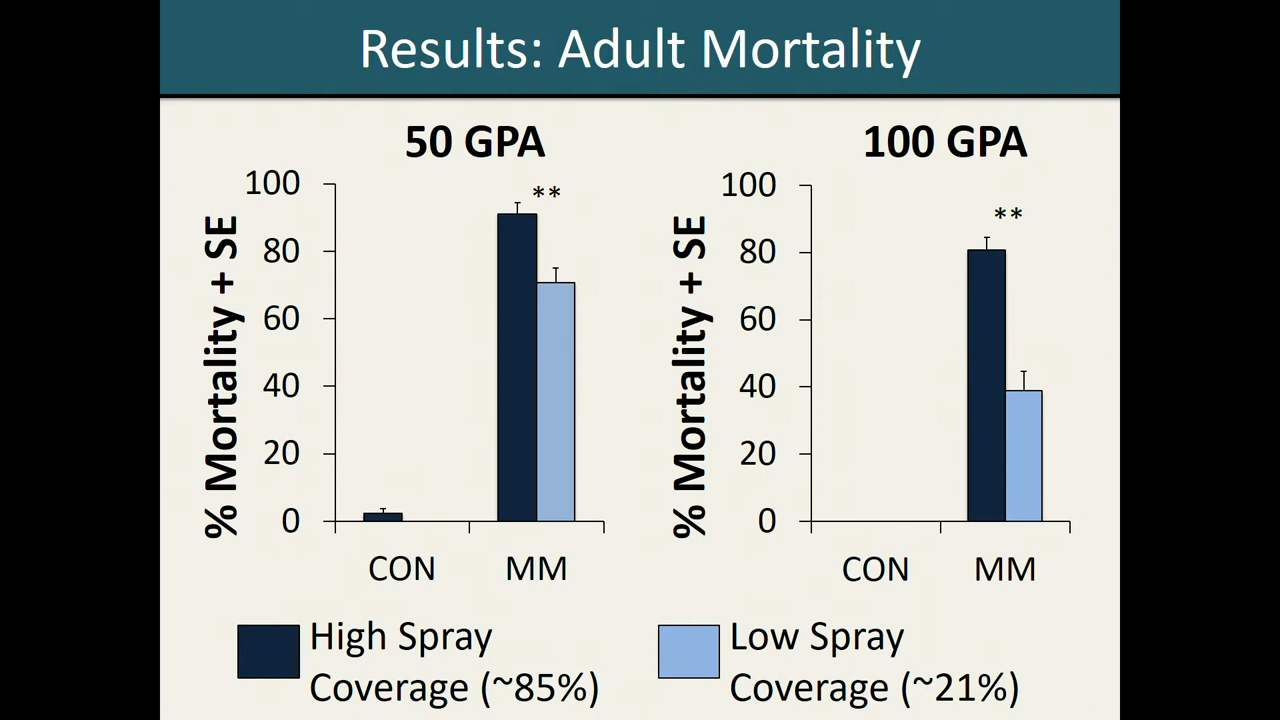 Results: Adult Mortality
50 GPA
% Mortality + SE
100
80
60
40
20
0
**
CON
MM
100 GPA
% Mortality + SE
100
80
60
40
20
0
**
CON
MM
High Spray
Coverage (~85%)
Low Spray
Coverage (~21%)